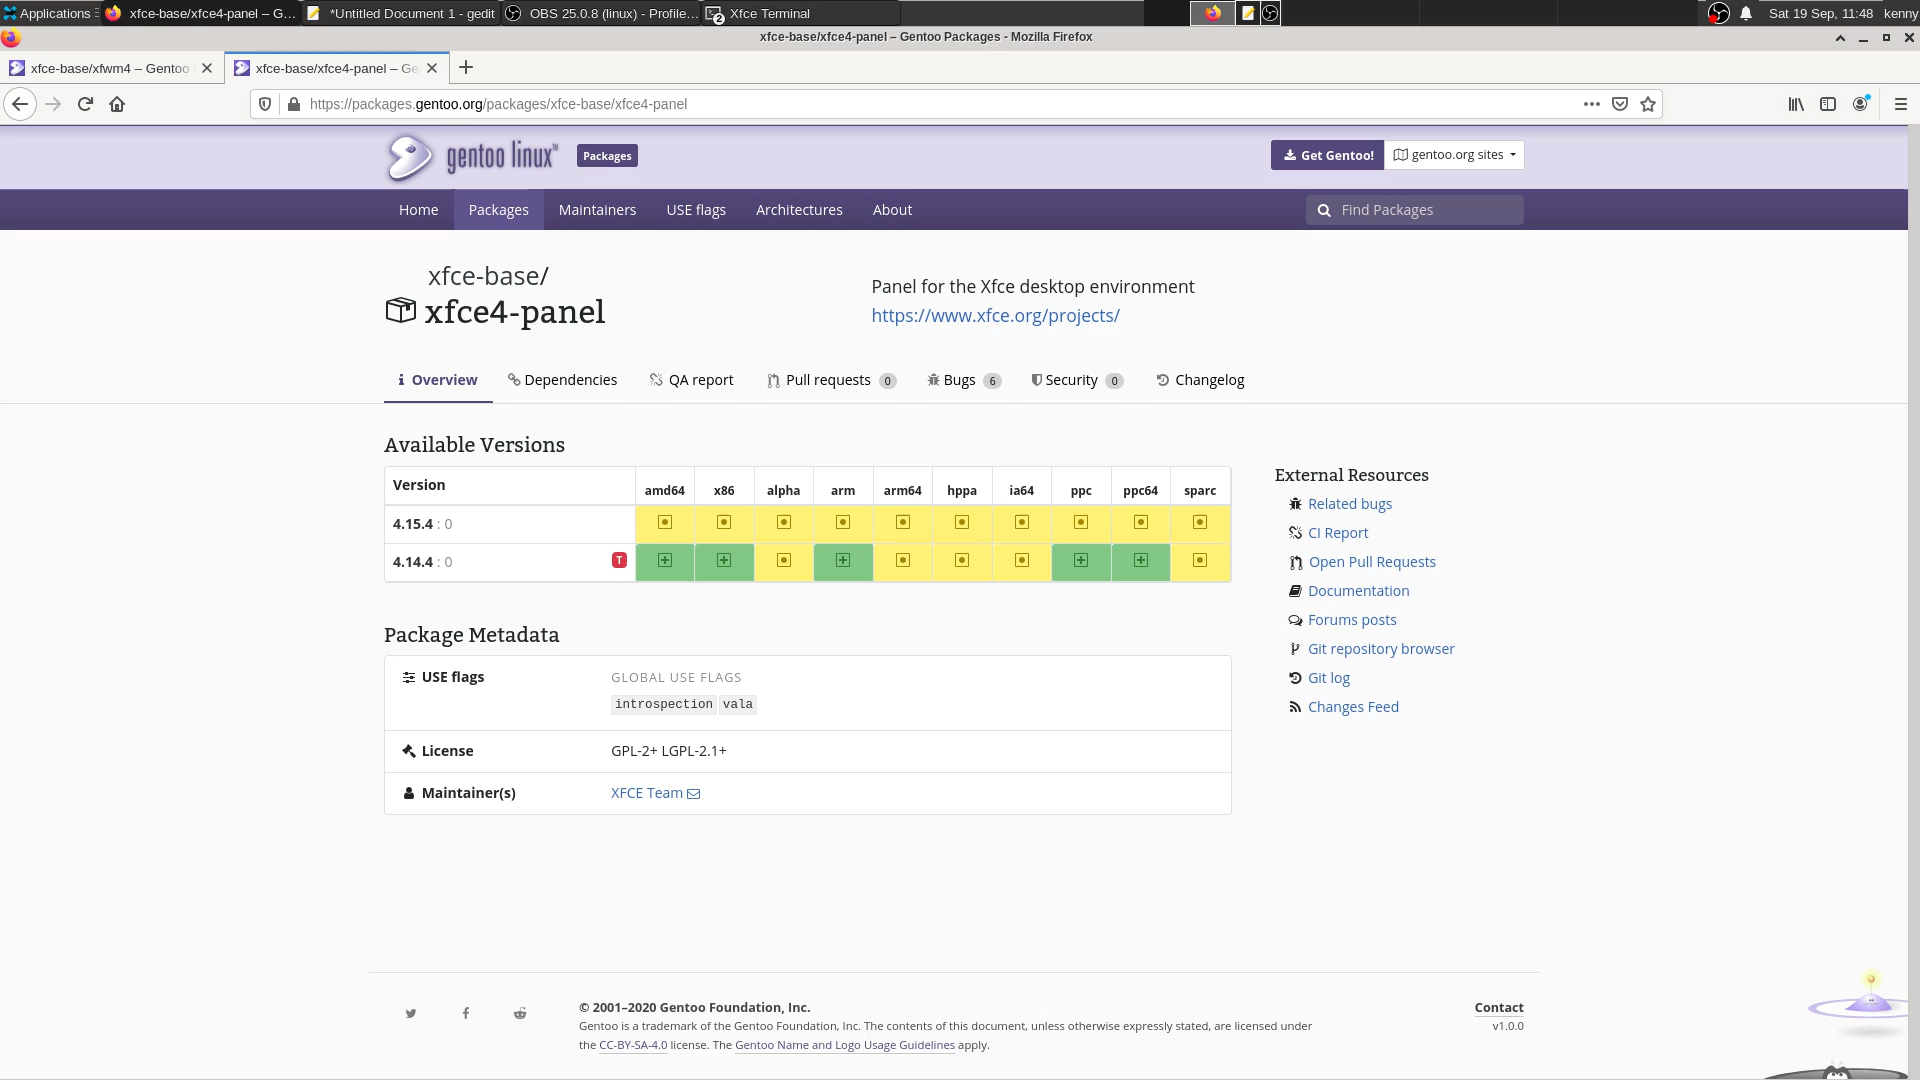 Applications xfce-base/xfce4-panel – G... *Untitled Document 1 - gedit OBS 25.0.8 (linux) - Profile... 2 Xfce Terminal Sat 19 Sep, 11:48 kenny
xfce-base/xfce4-panel – Gentoo Packages - Mozilla Firefox
xfce-base/xfwm4 – Gentoo xfce-base/xfce4-panel – Ge
https://packages.gentoo.org/packages/xfce-base/xfce4-panel
gentoo linux™ Packages Get Gentoo! gentoo.org sites
Home Packages Maintainers USE flags Architectures About Find Packages
xfce-base/
xfce4-panel
Panel for the Xfce desktop environment
https://www.xfce.org/projects/
Overview Dependencies QA report Pull requests 0 Bugs 6 Security 0 Changelog
Available Versions
Version amd64 x86 alpha arm arm64 hppa ia64 ppc ppc64 sparc
4.15.4 : 0
4.14.4 : 0 T
External Resources
Related bugs
CI Report
Open Pull Requests
Documentation
Forums posts
Git repository browser
Git log
Changes Feed
Package Metadata
USE flags GLOBAL USE FLAGS
introspection vala
License GPL-2+ LGPL-2.1+
Maintainer(s) XFCE Team
© 2001–2020 Gentoo Foundation, Inc.
Gentoo is a trademark of the Gentoo Foundation, Inc. The contents of this document, unless otherwise expressly stated, are licensed under
the CC-BY-SA-4.0 license. The Gentoo Name and Logo Usage Guidelines apply.
Contact
v1.0.0